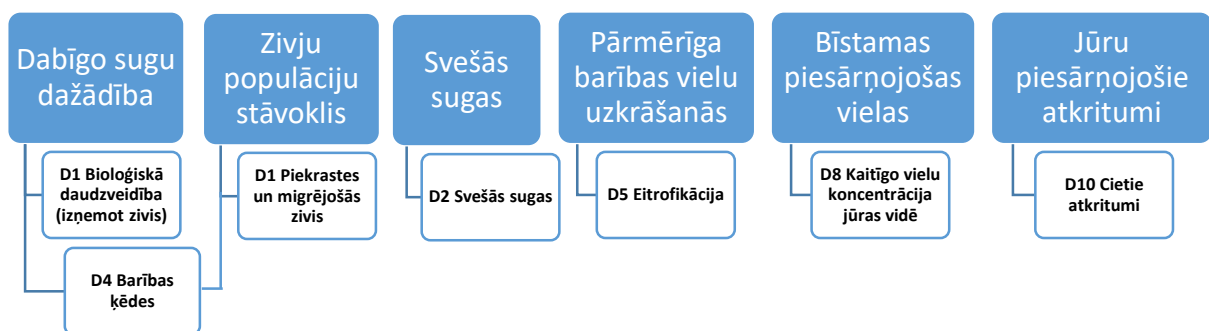 Dabīgo sugu
dažādība
Zivju
populāciju
stāvoklis
Svešās
sugas
Pārmērīga
barības vielu
uzkrāšanās
Bīstamas
piesārņojošas
vielas
Jūru
piesārņojošie
atkritumi
D1 Bioloģiskā
daudzveidība
(izņemot zivis)
D1 Piekrastes
un migrējošās
zivis
D2 Svešās sugas
D5 Eitrofikācija
D8 Kaitīgo vielu
koncentrācija
jūras vidē
D10 Cietie
atkritumi
D4 Barības
ķēdes